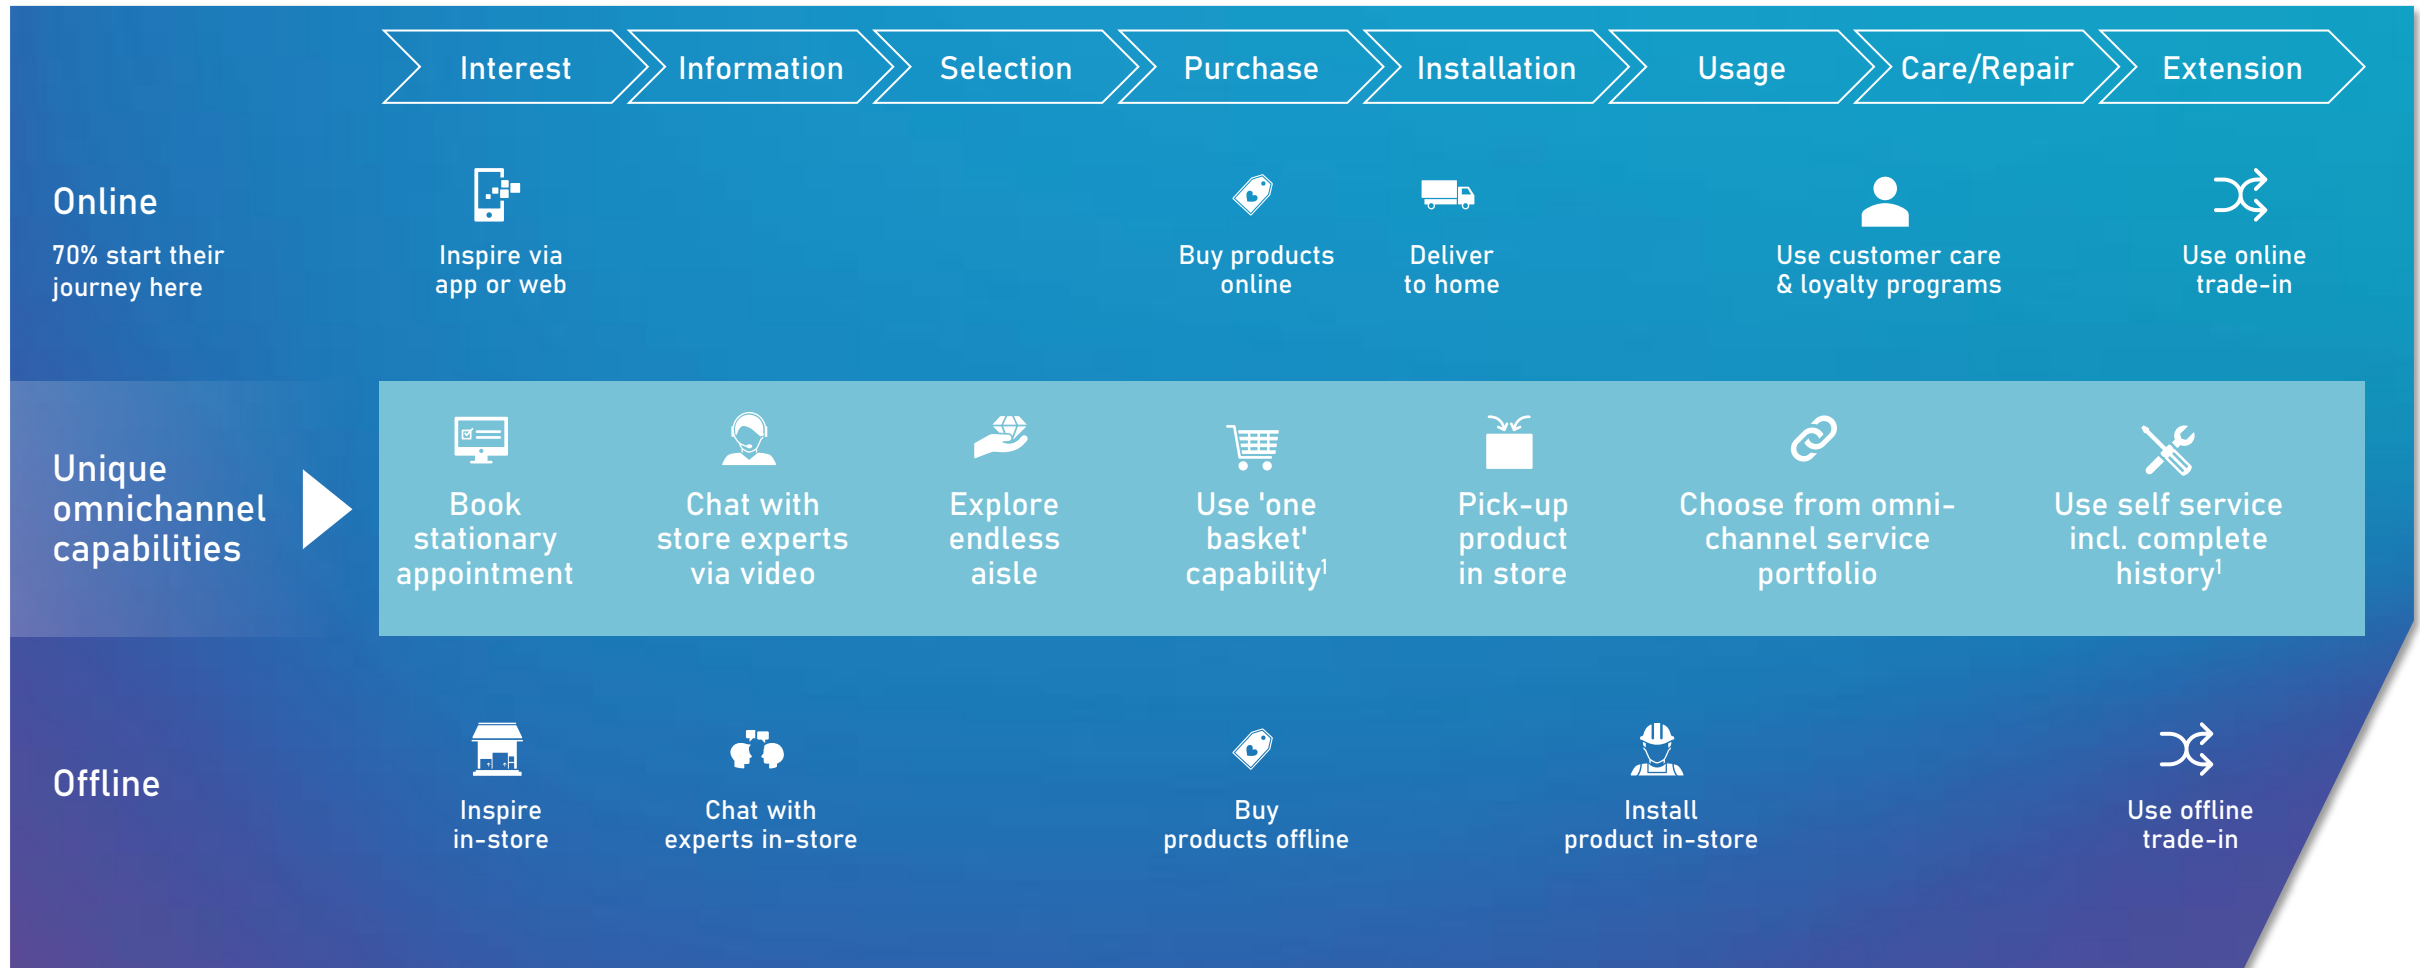 Interest
Information
Selection
Purchase
Installation
Usage
Care/Repair
Extension
Online
70% start their
journey here
Inspire via
app or web
Buy products
online
Deliver
to home
Use customer care
& loyalty programs
Use online
trade-in
Unique
omnichannel
capabilities
Book
stationary
appointment
Chat with
store experts
via video
Explore
endless
aisle
Use 'one
basket'
capability¹
Pick-up
product
in store
Choose from omni-
channel service
portfolio
Use self service
incl. complete
history¹
Offline
Inspire
in-store
Chat with
experts in-store
Buy
products offline
Install
product in-store
Use offline
trade-in